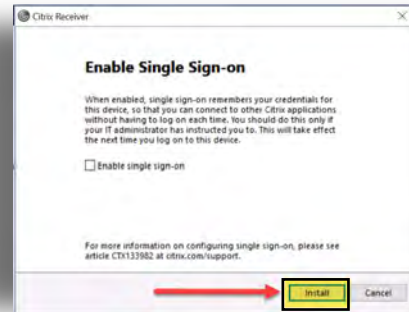 Citrix Receiver
Enable Single Sign-on
When enabled, single sign-on remembers your credentials for
this device, so that you can connect to other Citrix applications
without having to log on each time. You should do this only if
your IT administrator has instructed you to. This will take effect
the next time you log on to this device.
Enable single sign-on
For more information on configuring single sign-on, please see
article CTX133982 at citrix.com/support.
Install
Cancel